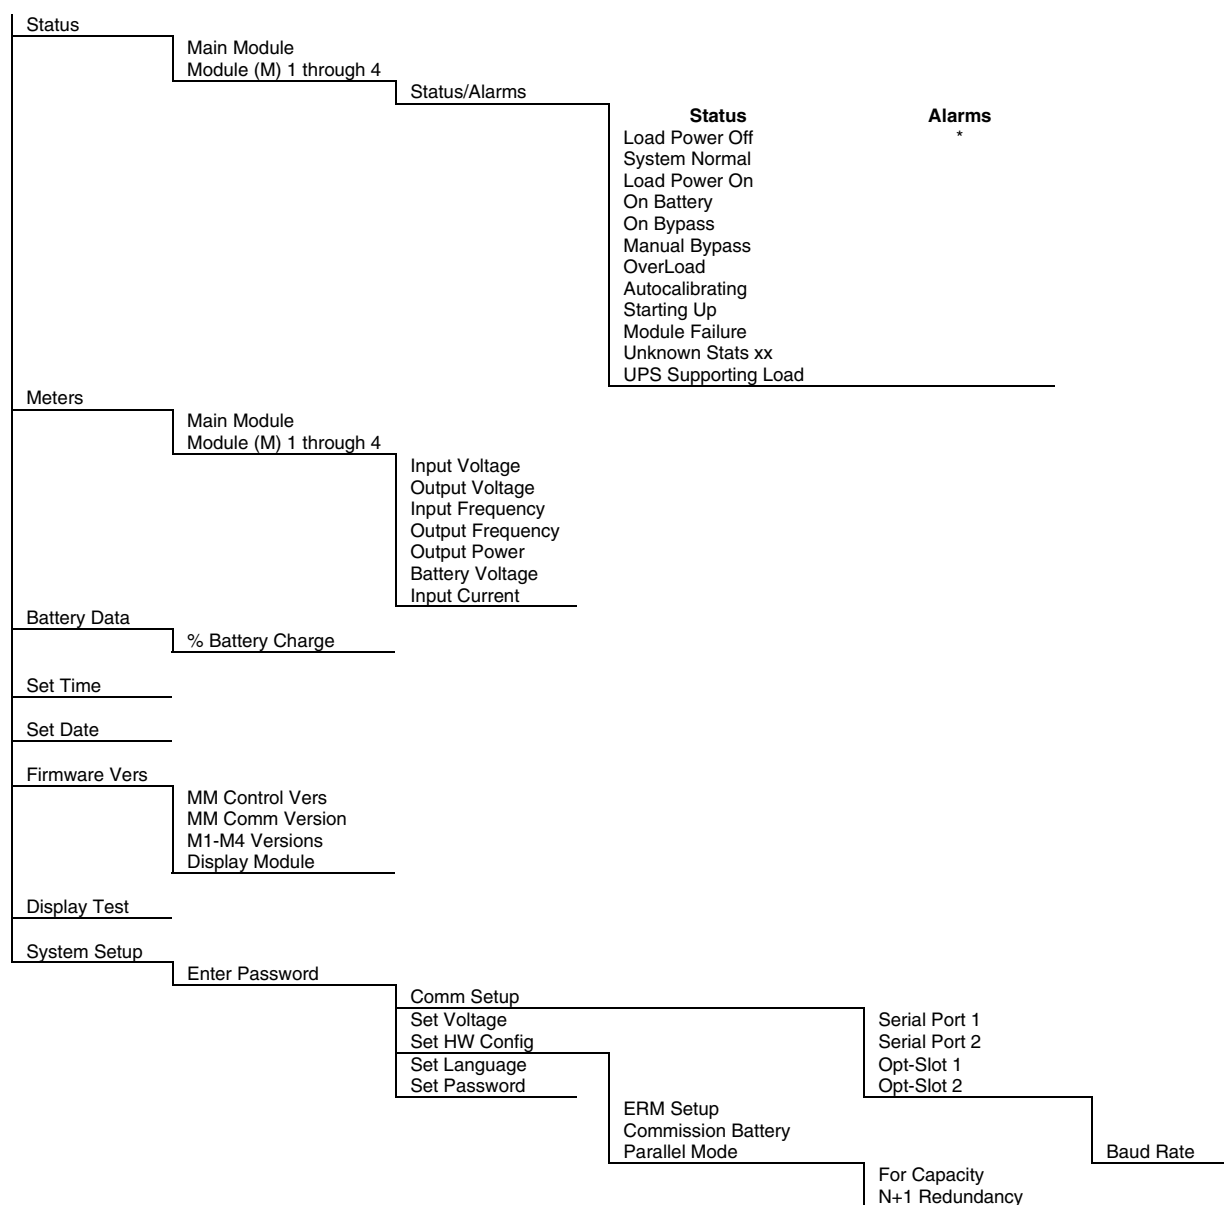 Status
Main Module
Module (M) 1 through 4
Status/Alarms
Status Alarms
Load Power Off *
System Normal
Load Power On
On Battery
On Bypass
Manual Bypass
OverLoad
Autocalibrating
Starting Up
Module Failure
Unknown Stats xx
UPS Supporting Load
Meters
Main Module
Module (M) 1 through 4
Input Voltage
Output Voltage
Input Frequency
Output Frequency
Output Power
Battery Voltage
Input Current
Battery Data
% Battery Charge
Set Time
Set Date
Firmware Vers
MM Control Vers
MM Comm Version
M1-M4 Versions
Display Module
Display Test
System Setup
Enter Password
Comm Setup
Set Voltage
Set HW Config
Set Language
Set Password
Serial Port 1
Serial Port 2
Opt-Slot 1
Opt-Slot 2
Baud Rate
ERM Setup
Commission Battery
Parallel Mode
For Capacity
N+1 Redundancy